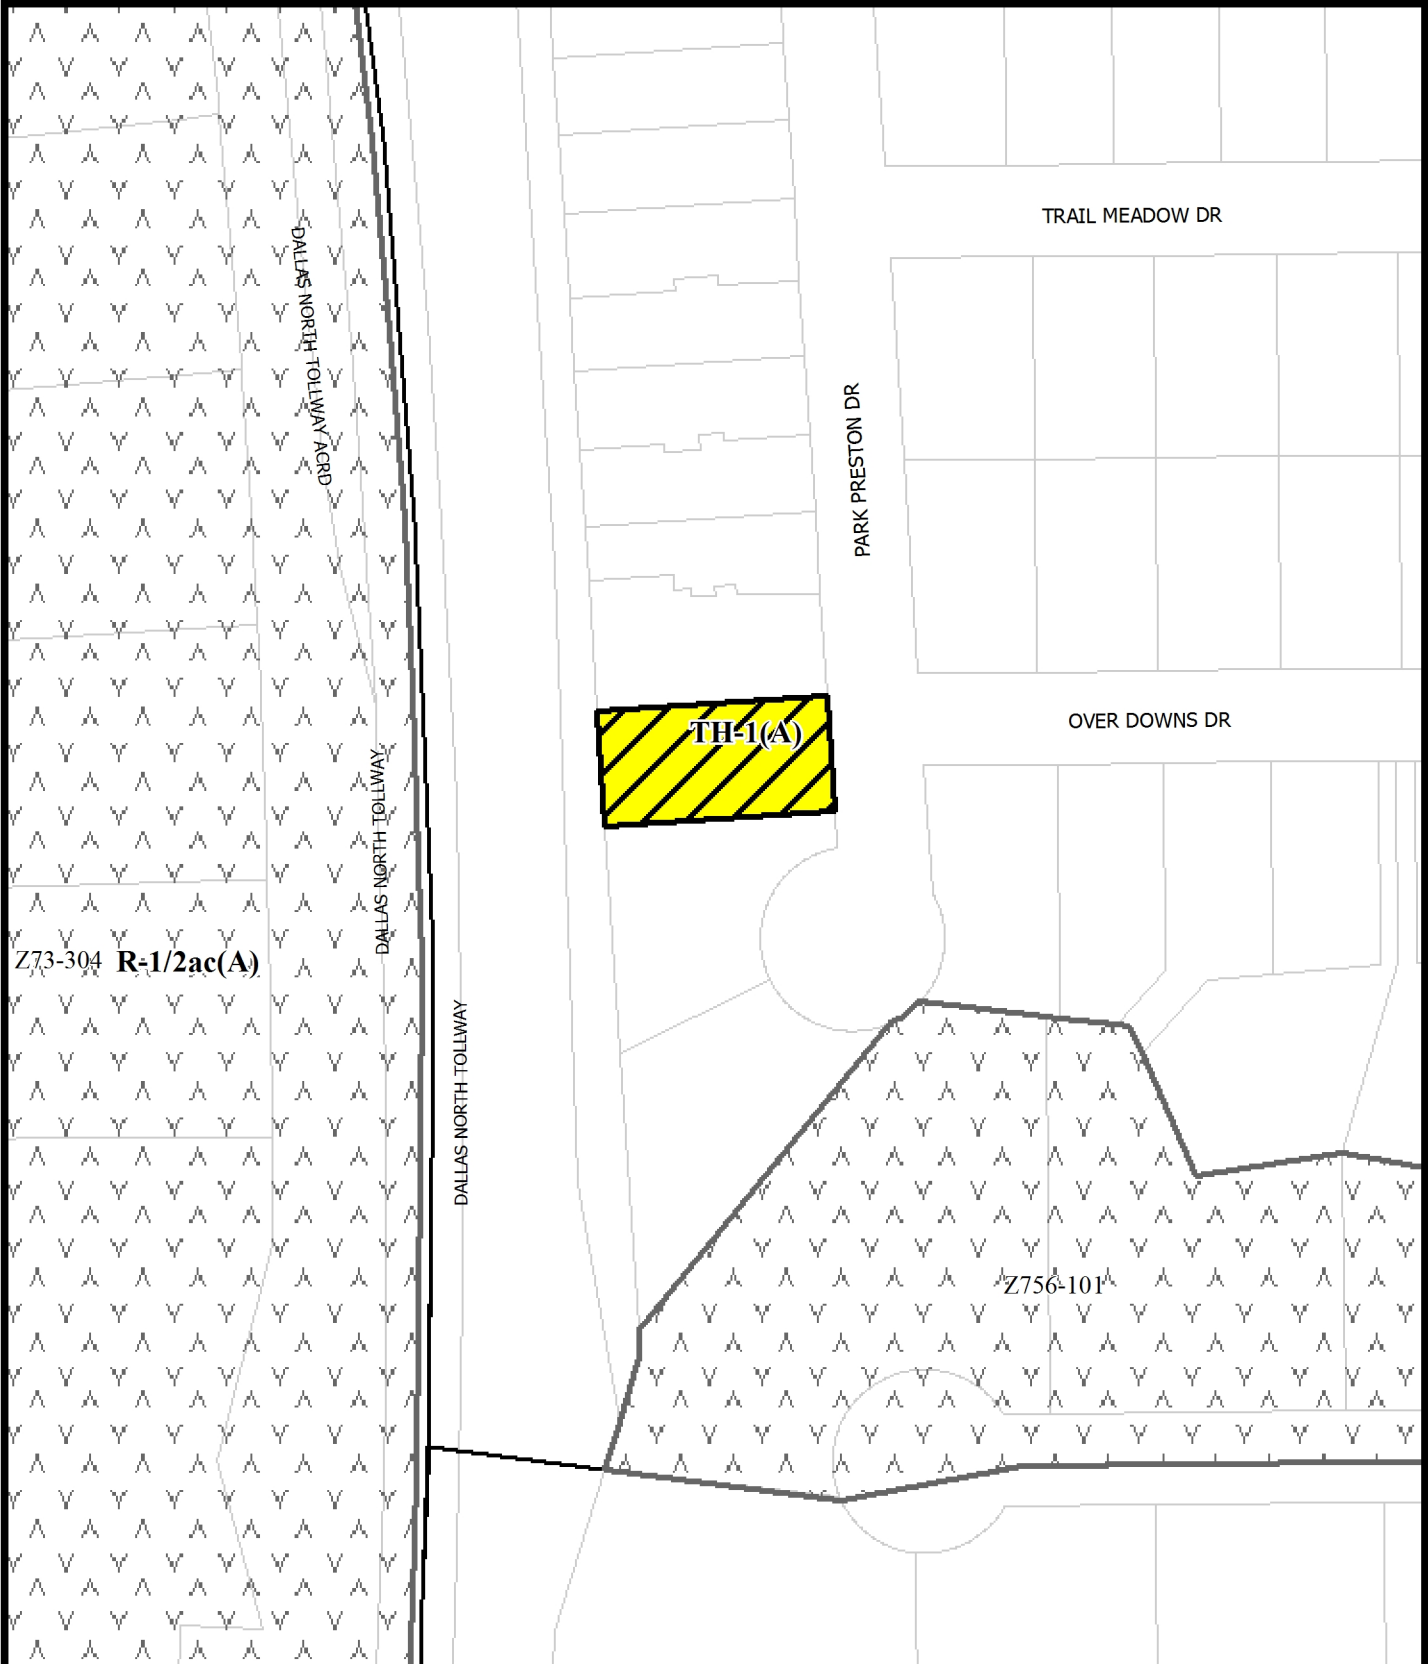 TRAIL MEADOW DR
DALLAS NORTH TOLLWAY ACRD
PARK PRESTON DR
OVER DOWNS DR
TH-1(A)
DALLAS NORTH TOLLWAY
Z73-304 R-1/2ac(A)
DALLAS NORTH TOLLWAY
Z756-101